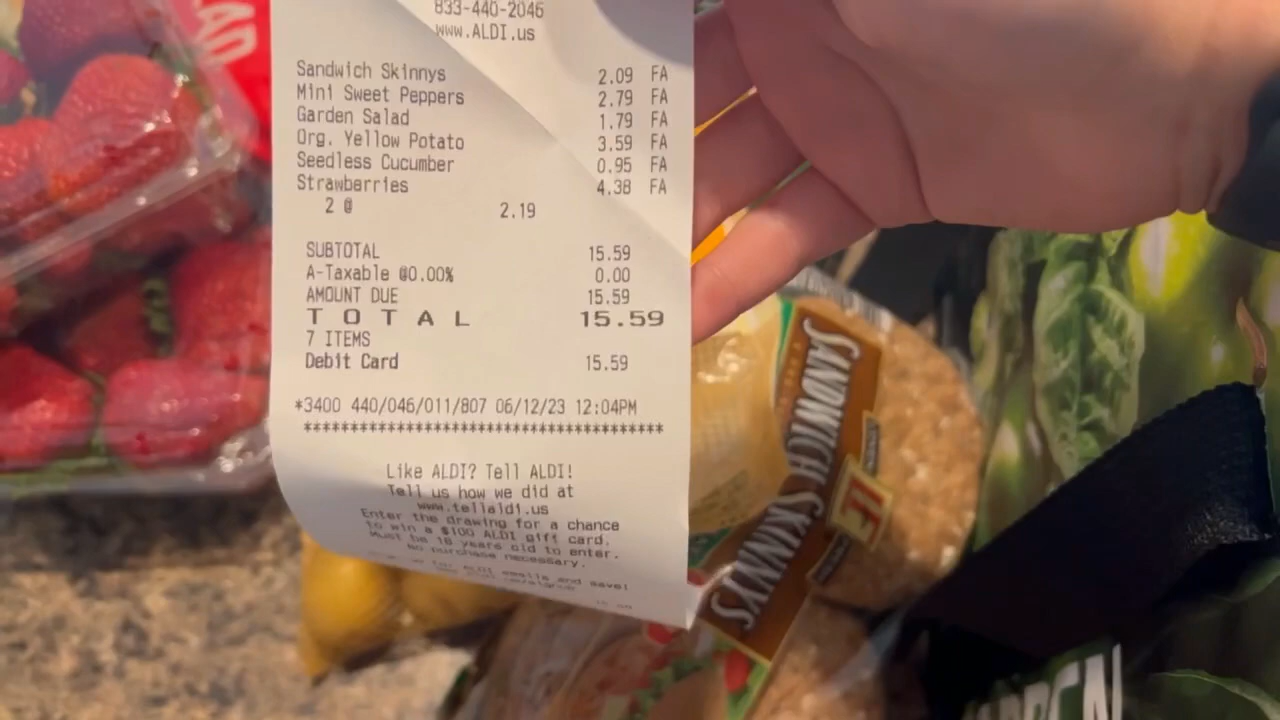 833-440-2046
www.ALDI.us
Sandwich Skinnys 2.09 FA
Mini Sweet Peppers 2.79 FA
Garden Salad 1.79 FA
Org. Yellow Potato 3.59 FA
Seedless Cucumber 0.95 FA
Strawberries 4.38 FA
2 @ 2.19
SUBTOTAL 15.59
A-Taxable @0.00% 0.00
AMOUNT DUE 15.59
T O T A L 15.59
7 ITEMS
Debit Card 15.59
*3400 440/046/011/807 06/12/23 12:04PM
***************************************
Like ALDI? Tell ALDI!
Tell us how we did at
www.tellaldi.us
Enter the drawing for a chance
to win a $100 ALDI gift card.
Must be 18 years old to enter.
No purchase necessary.
for ALDI emails and save!
SANDWICH SKINNYS